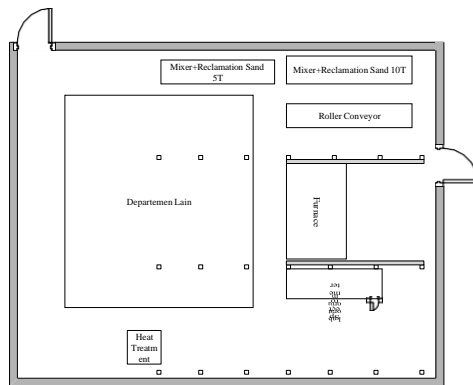 Mixer+Reclamation Sand
5T
Mixer+Reclamation Sand 10T
Roller Conveyor
Departemen Lain
Furnace
Heat
Treatm
ent